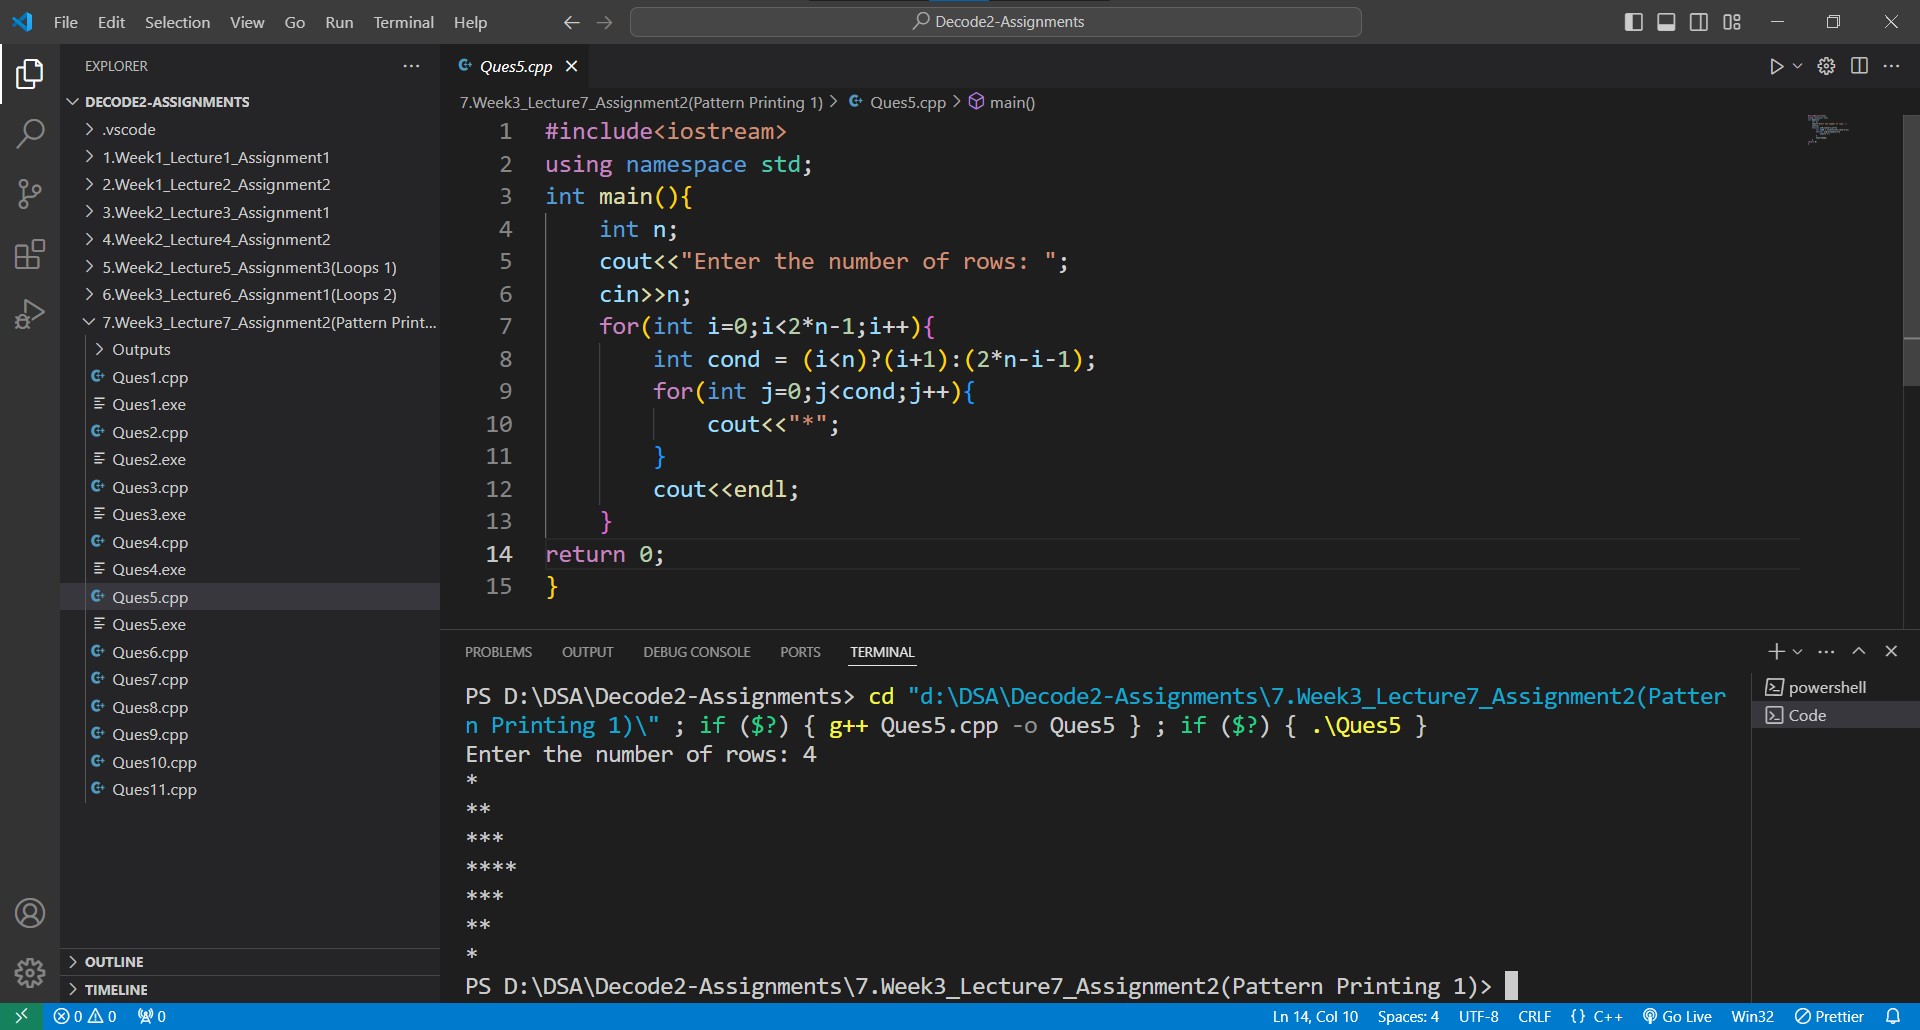 File Edit Selection View Go Run Terminal Help
Decode2-Assignments
EXPLORER
DECODE2-ASSIGNMENTS
.vscode
1.Week1_Lecture1_Assignment1
2.Week1_Lecture2_Assignment2
3.Week2_Lecture3_Assignment1
4.Week2_Lecture4_Assignment2
5.Week2_Lecture5_Assignment3(Loops 1)
6.Week3_Lecture6_Assignment1(Loops 2)
7.Week3_Lecture7_Assignment2(Pattern Print...
Outputs
Ques1.cpp
Ques1.exe
Ques2.cpp
Ques2.exe
Ques3.cpp
Ques3.exe
Ques4.cpp
Ques4.exe
Ques5.cpp
Ques5.exe
Ques6.cpp
Ques7.cpp
Ques8.cpp
Ques9.cpp
Ques10.cpp
Ques11.cpp
OUTLINE
TIMELINE
Ques5.cpp
7.Week3_Lecture7_Assignment2(Pattern Printing 1) > Ques5.cpp > main()
1 #include<iostream>
2 using namespace std;
3 int main(){
4     int n;
5     cout<<"Enter the number of rows: ";
6     cin>>n;
7     for(int i=0;i<2*n-1;i++){
8         int cond = (i<n)?(i+1):(2*n-i-1);
9         for(int j=0;j<cond;j++){
10             cout<<"*";
11         }
12         cout<<endl;
13     }
14 return 0;
15 }
PROBLEMS OUTPUT DEBUG CONSOLE PORTS TERMINAL
PS D:\DSA\Decode2-Assignments> cd "d:\DSA\Decode2-Assignments\7.Week3_Lecture7_Assignment2(Patter
n Printing 1)\" ; if ($?) { g++ Ques5.cpp -o Ques5 } ; if ($?) { .\Ques5 }
Enter the number of rows: 4
*
**
***
****
***
**
*
PS D:\DSA\Decode2-Assignments\7.Week3_Lecture7_Assignment2(Pattern Printing 1)>
powershell
Code
0 0 0 Ln 14, Col 10 Spaces: 4 UTF-8 CRLF {} C++ Go Live Win32 Prettier